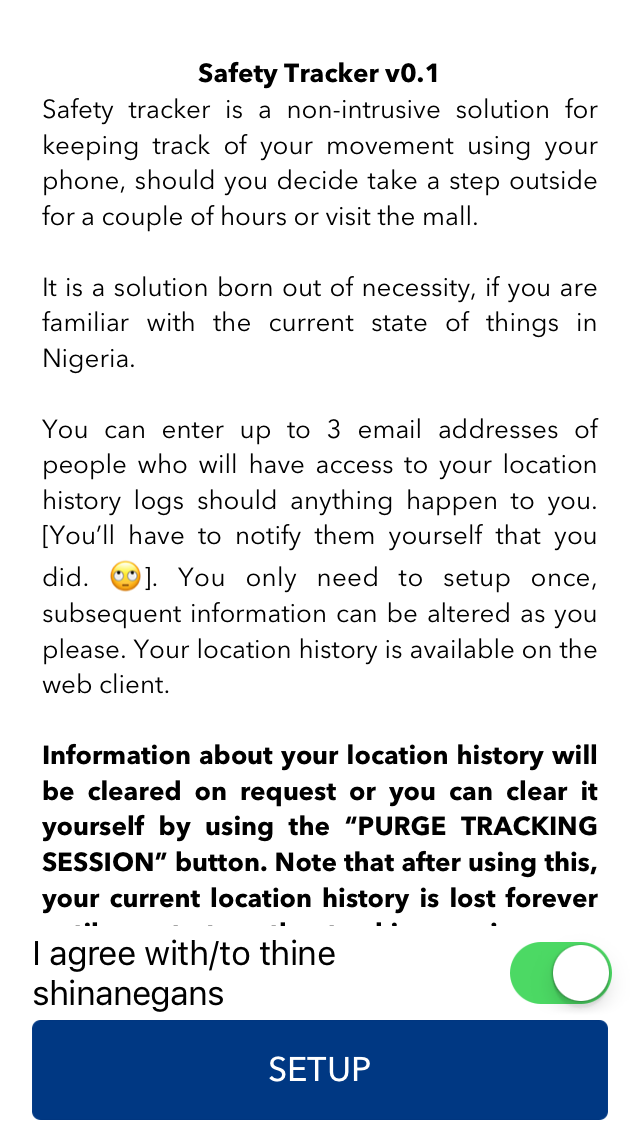 Safety Tracker v0.1
Safety tracker is a non-intrusive solution for
keeping track of your movement using your
phone, should you decide take a step outside
for a couple of hours or visit the mall.
It is a solution born out of necessity, if you are
familiar with the current state of things in
Nigeria.
You can enter up to 3 email addresses of
people who will have access to your location
history logs should anything happen to you.
[You’ll have to notify them yourself that you
did. 🙄]. You only need to setup once,
subsequent information can be altered as you
please. Your location history is available on the
web client.
Information about your location history will
be cleared on request or you can clear it
yourself by using the “PURGE TRACKING
SESSION” button. Note that after using this,
your current location history is lost forever
I agree with/to thine
shinanegans
SETUP